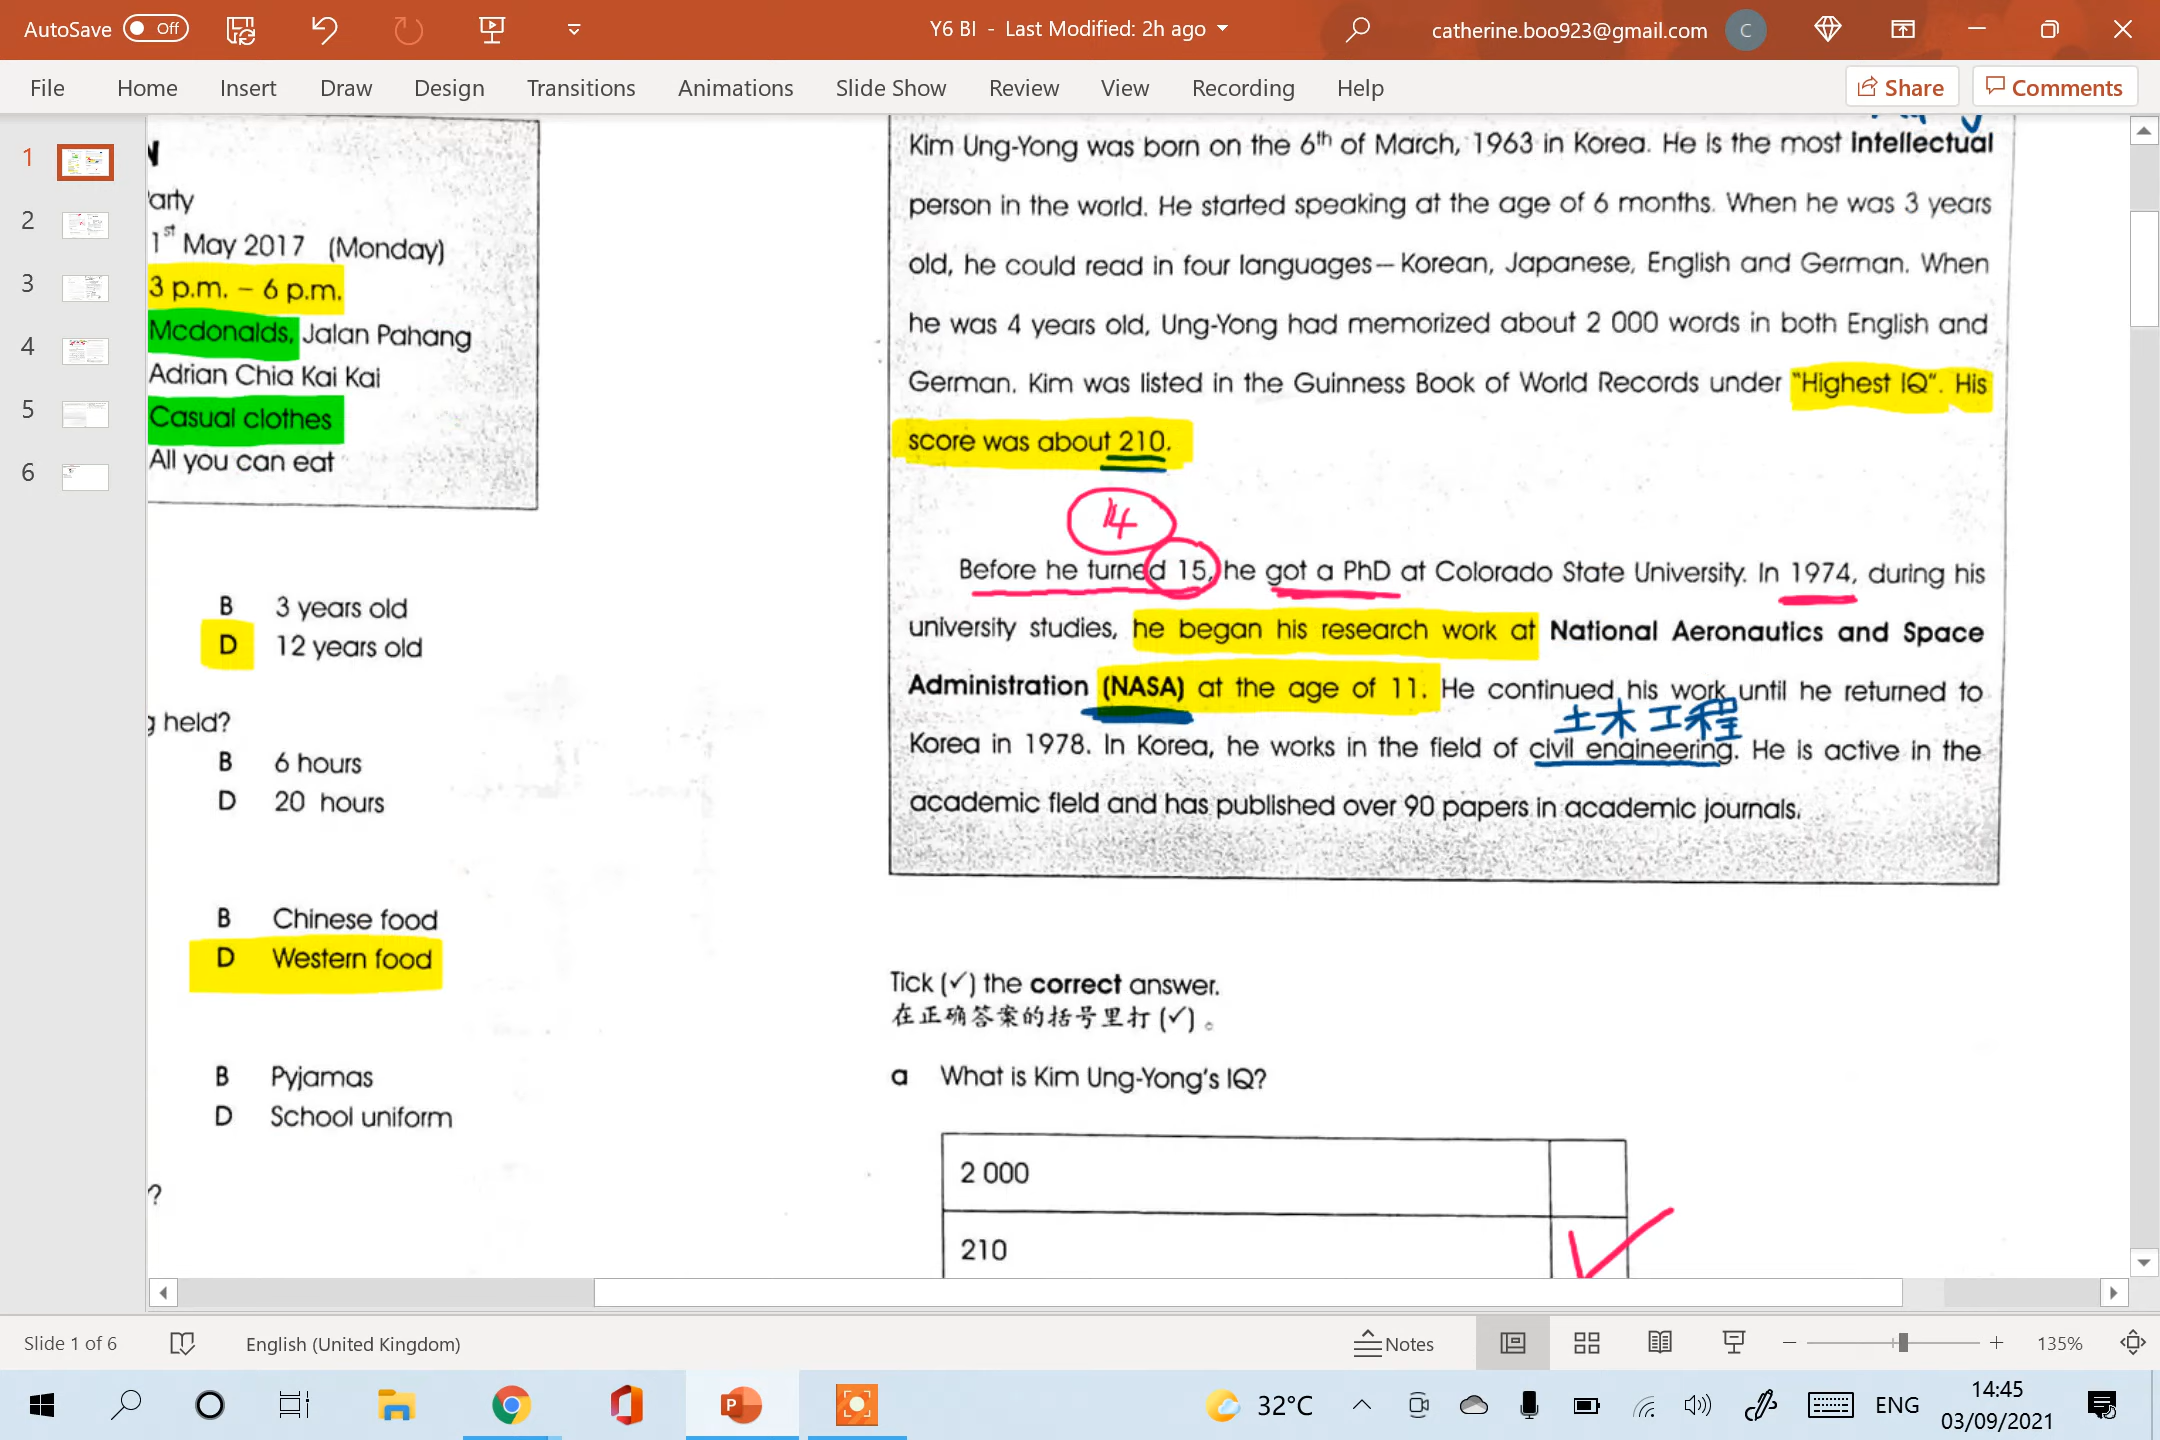 AutoSave Off
Y6 BI - Last Modified: 2h ago
catherine.boo923@gmail.com
C
File Home Insert Draw Design Transitions Animations Slide Show Review View Recording Help
Share Comments
1
2
3
4
5
6
arty
1st May 2017 (Monday)
3 p.m. – 6 p.m.
Mcdonalds, Jalan Pahang
Adrian Chia Kai Kai
Casual clothes
All you can eat
B 3 years old
D 12 years old
g held?
B 6 hours
D 20 hours
B Chinese food
D Western food
B Pyjamas
D School uniform
?
Kim Ung-Yong was born on the 6th of March, 1963 in Korea. He is the most intellectual
person in the world. He started speaking at the age of 6 months. When he was 3 years
old, he could read in four languages – Korean, Japanese, English and German. When
he was 4 years old, Ung-Yong had memorized about 2 000 words in both English and
German. Kim was listed in the Guinness Book of World Records under "Highest IQ". His
score was about 210.
14
Before he turned 15, he got a PhD at Colorado State University. In 1974, during his
university studies, he began his research work at National Aeronautics and Space
Administration (NASA) at the age of 11. He continued his work until he returned to
土木工程
Korea in 1978. In Korea, he works in the field of civil engineering. He is active in the
academic field and has published over 90 papers in academic journals.
Tick (✓) the correct answer.
在正确答案的括号里打 (✓) 。
a What is Kim Ung-Yong's IQ?
2 000
210
Slide 1 of 6
English (United Kingdom)
Notes
135%
32°C
ENG
14:45
03/09/2021